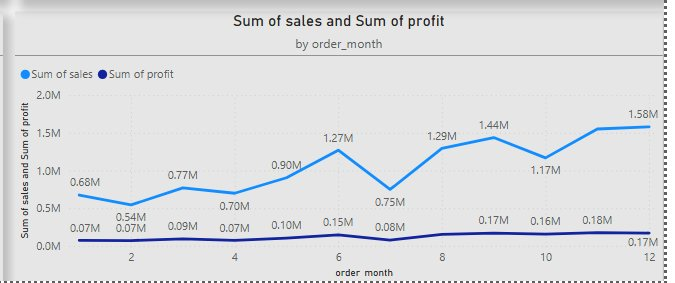 Sum of sales and Sum of profit
by order_month
Sum of sales Sum of profit
Sum of sales and Sum of profit
2.0M
1.5M
1.0M
0.5M
0.0M
0.68M
0.54M
0.77M
0.70M
0.90M
1.27M
0.75M
1.29M
1.44M
1.17M
1.58M
0.07M
0.07M
0.09M
0.07M
0.10M
0.15M
0.08M
0.17M
0.16M
0.18M
0.17M
2 4 6 8 10 12
order_month